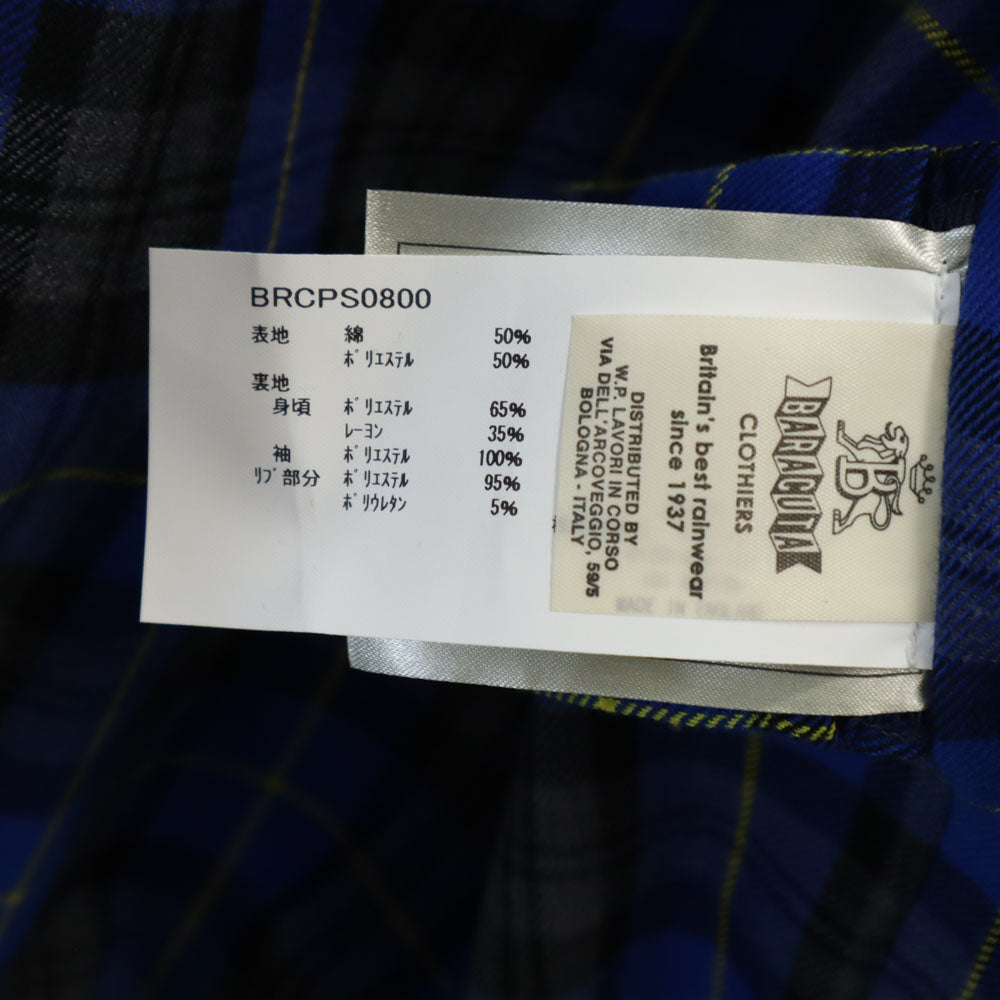 BRCPS0800
表地 綿 50%
ﾎﾟﾘｴｽﾃﾙ 50%
裏地
身頃 ﾎﾟﾘｴｽﾃﾙ 65%
ﾚｰﾖﾝ 35%
袖 ﾎﾟﾘｴｽﾃﾙ 100%
ﾘﾌﾞ部分 ﾎﾟﾘｴｽﾃﾙ 95%
ﾎﾟﾘｳﾚﾀﾝ 5%
B
BARACUTA
CLOTHIERS
Britain's best rainwear
since 1937
DISTRIBUTED BY
W.P. LAVORI IN CORSO
VIA DELL'ARCOVEGGIO, 59/5
BOLOGNA - ITALY